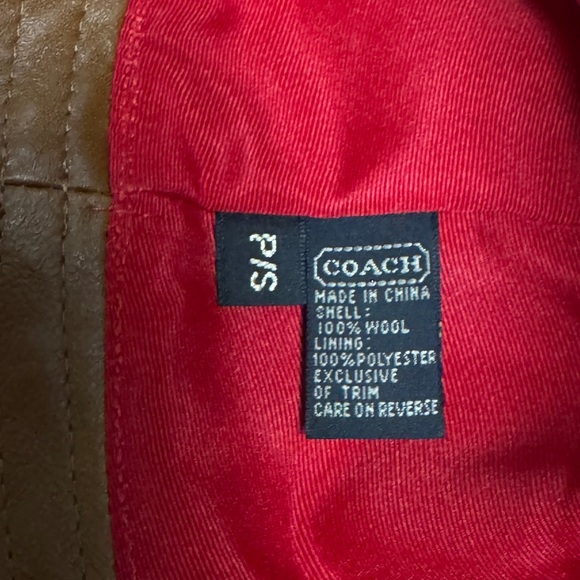 P/S
COACH
MADE IN CHINA
SHELL:
100% WOOL
LINING:
100%POLYESTER
EXCLUSIVE
OF TRIM
CARE ON REVERSE